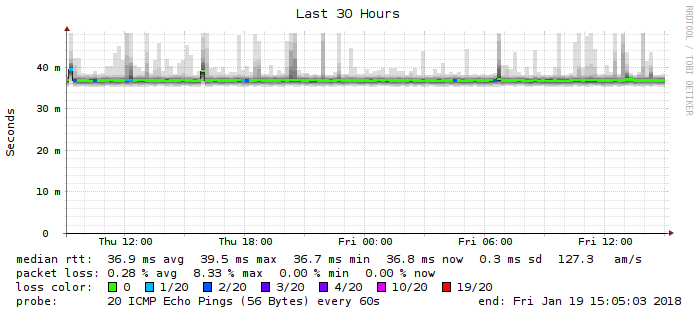 Last 30 Hours
RRDTOOL / TOBI OETIKER
Seconds
40 m
30 m
20 m
10 m
0
Thu 12:00 Thu 18:00 Fri 00:00 Fri 06:00 Fri 12:00
median rtt: 36.9 ms avg 39.5 ms max 36.7 ms min 36.8 ms now 0.3 ms sd 127.3 am/s
packet loss: 0.28 % avg 8.33 % max 0.00 % min 0.00 % now
loss color: 0 1/20 2/20 3/20 4/20 10/20 19/20
probe: 20 ICMP Echo Pings (56 Bytes) every 60s end: Fri Jan 19 15:05:03 2018